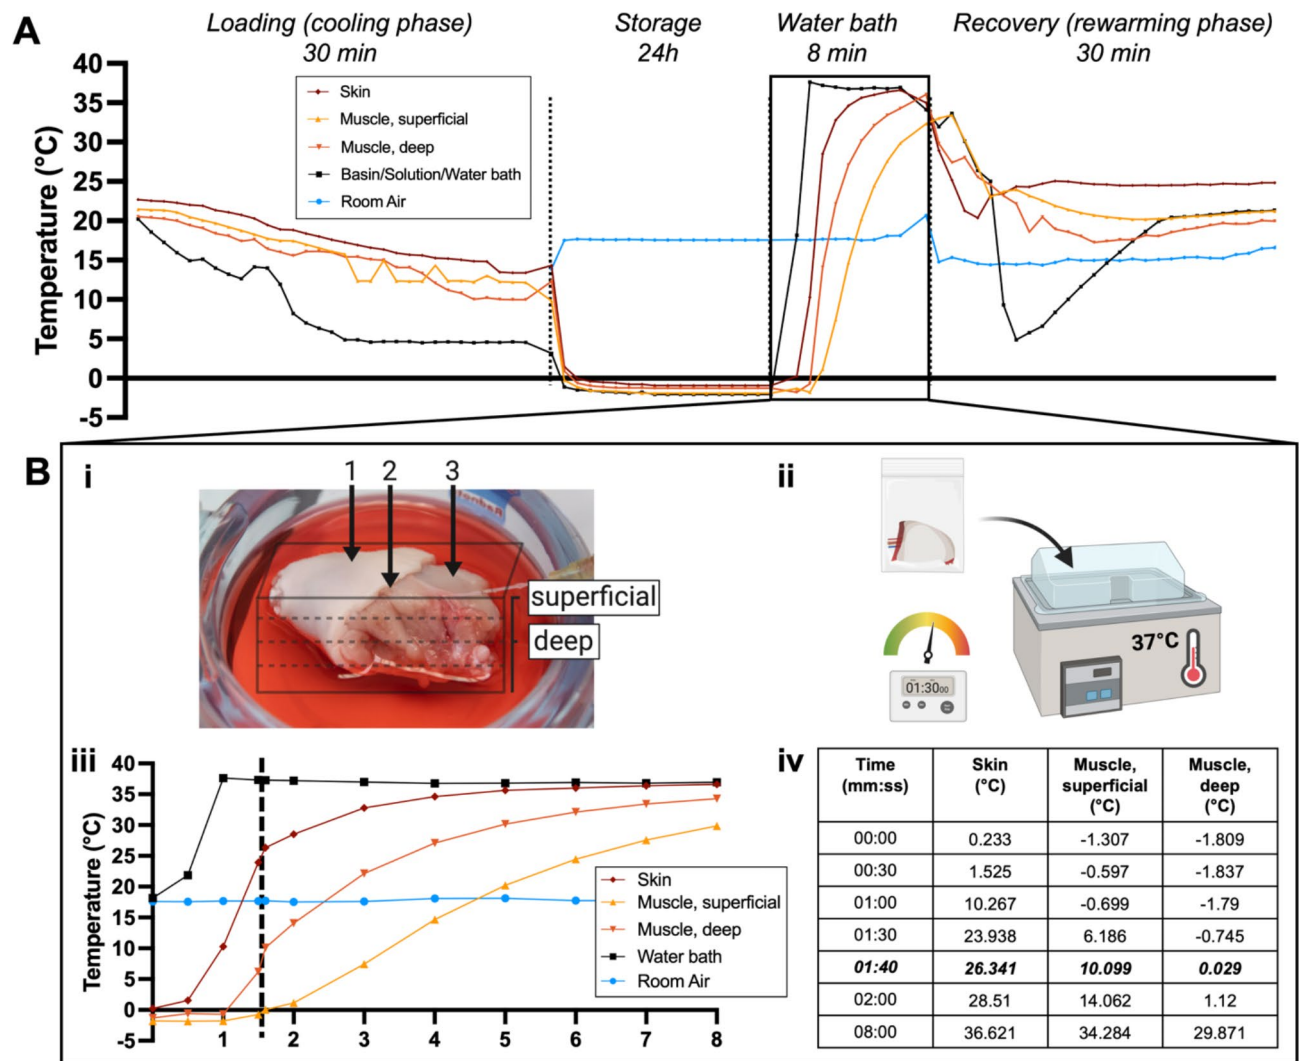 A
Loading (cooling phase)
30 min
Storage
24h
Water bath
8 min
Recovery (rewarming phase)
30 min
Temperature (°C)
40
35
30
25
20
15
10
5
0
-5
Skin
Muscle, superficial
Muscle, deep
Basin/Solution/Water bath
Room Air
B
i
1 2 3
superficial
deep
ii
37°C
01:30 00
iii
Temperature (°C)
40
35
30
25
20
15
10
5
0
-5
1 2 3 4 5 6 7 8
Skin
Muscle, superficial
Muscle, deep
Water bath
Room Air
iv
Time (mm:ss) Skin (°C) Muscle, superficial (°C) Muscle, deep (°C)
00:00 0.233 -1.307 -1.809
00:30 1.525 -0.597 -1.837
01:00 10.267 -0.699 -1.79
01:30 23.938 6.186 -0.745
01:40 26.341 10.099 0.029
02:00 28.51 14.062 1.12
08:00 36.621 34.284 29.871